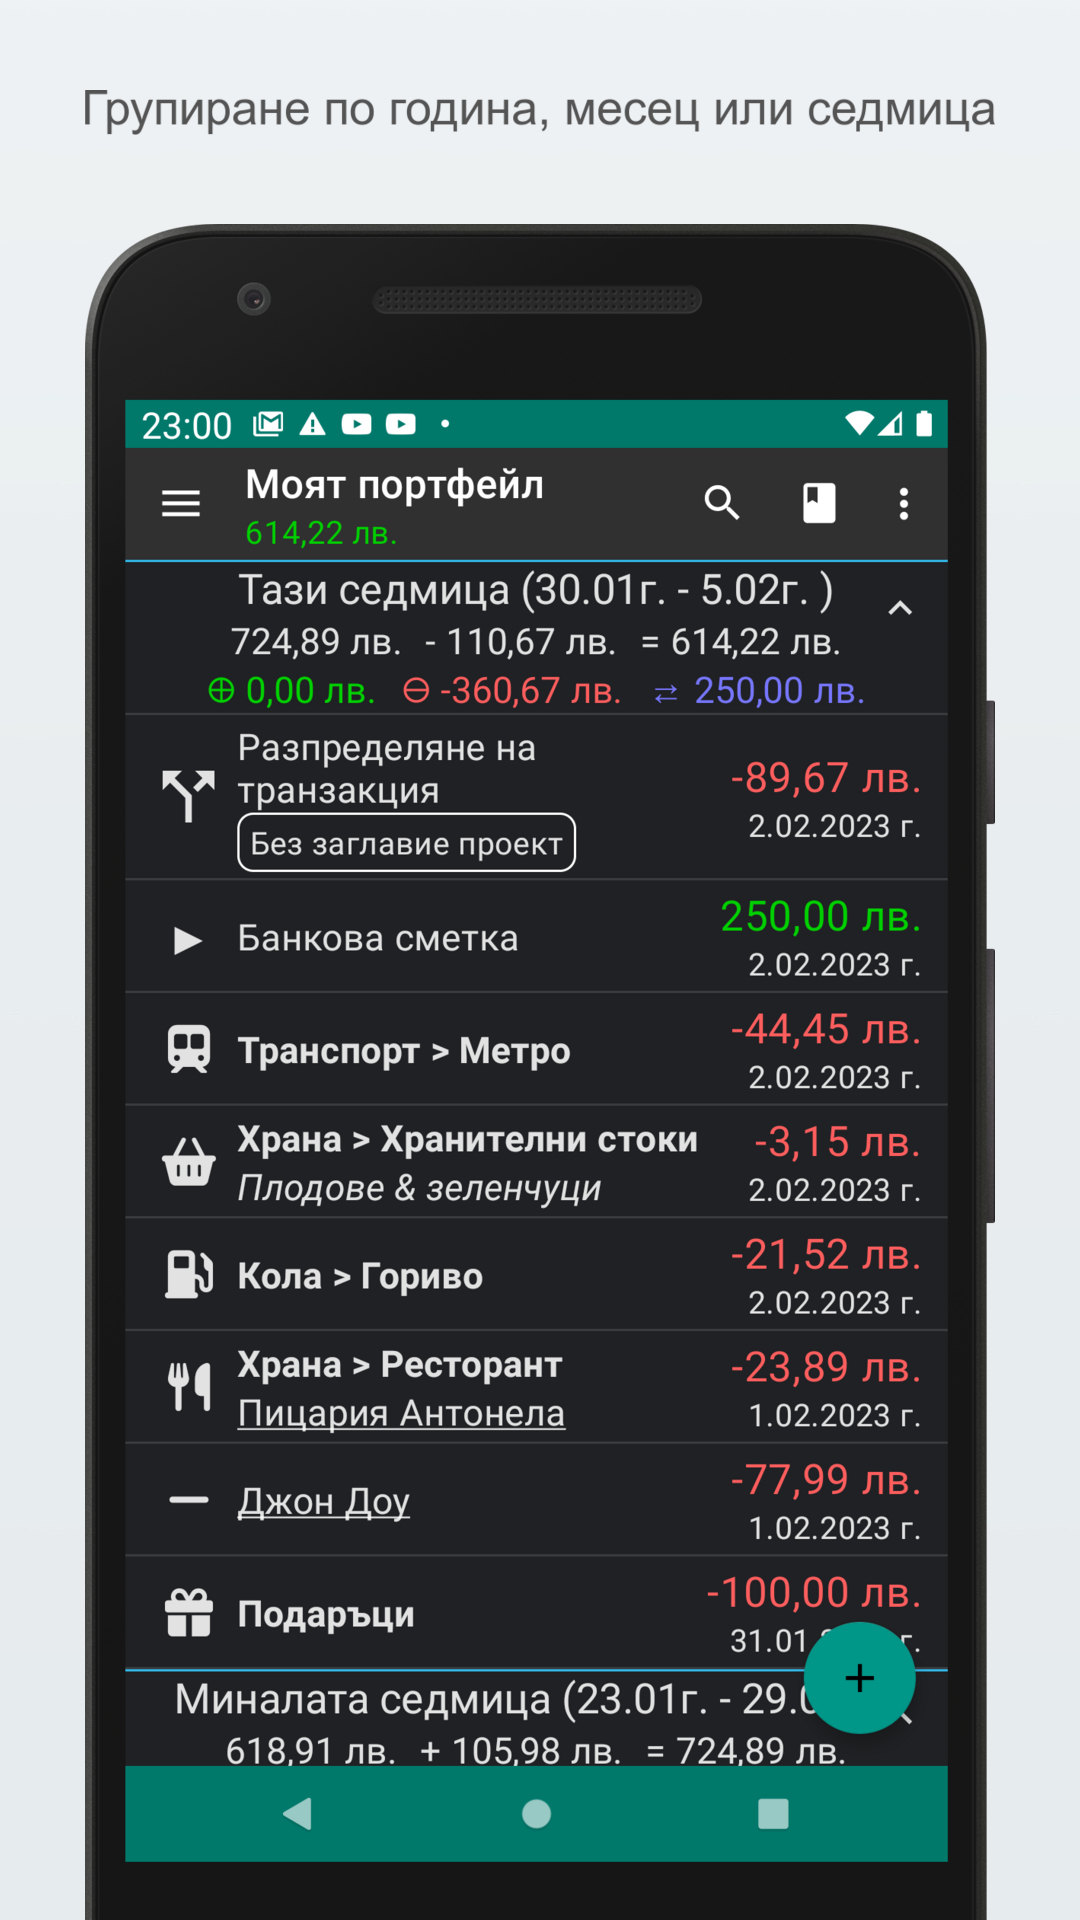 Групиране по година, месец или седмица
23:00
Моят портфейл
614,22 лв.
Тази седмица (30.01г. - 5.02г. )
724,89 лв. - 110,67 лв. = 614,22 лв.
⊕ 0,00 лв. ⊖ -360,67 лв. ⇄ 250,00 лв.
Разпределяне на
транзакция
-89,67 лв.
Без заглавие проект
2.02.2023 г.
Банкова сметка
250,00 лв.
2.02.2023 г.
Транспорт > Метро
-44,45 лв.
2.02.2023 г.
Храна > Хранителни стоки
-3,15 лв.
Плодове & зеленчуци
2.02.2023 г.
Кола > Гориво
-21,52 лв.
2.02.2023 г.
Храна > Ресторант
-23,89 лв.
Пицария Антонела
1.02.2023 г.
Джон Доу
-77,99 лв.
1.02.2023 г.
Подаръци
-100,00 лв.
31.01 г.
+
Миналата седмица (23.01г. - 29.0
618,91 лв. + 105,98 лв. = 724,89 лв.